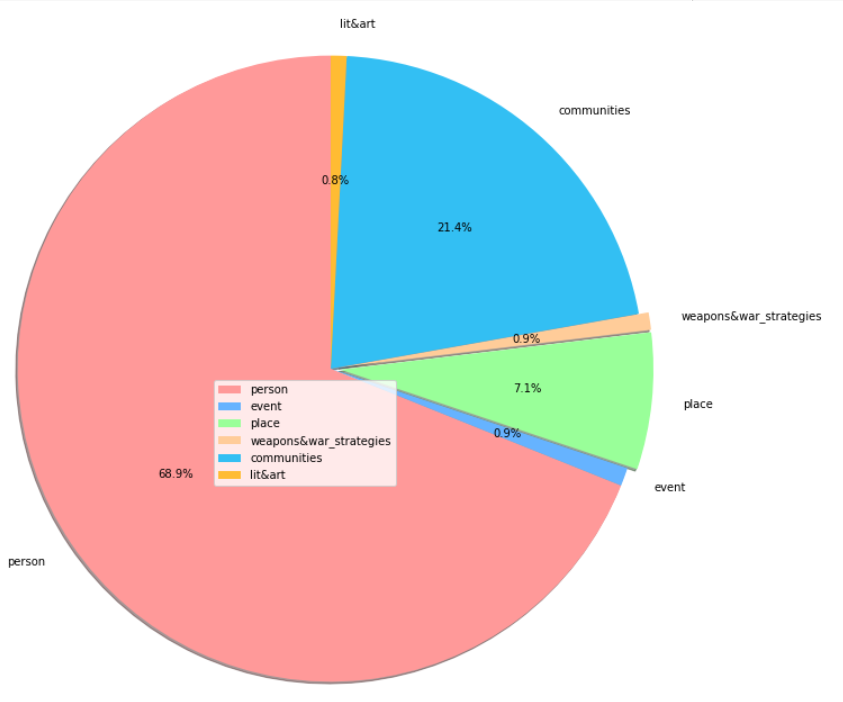 lit&art
communities
0.8%
21.4%
weapons&war_strategies
0.9%
7.1%
place
0.9%
event
person
event
place
weapons&war_strategies
communities
lit&art
68.9%
person